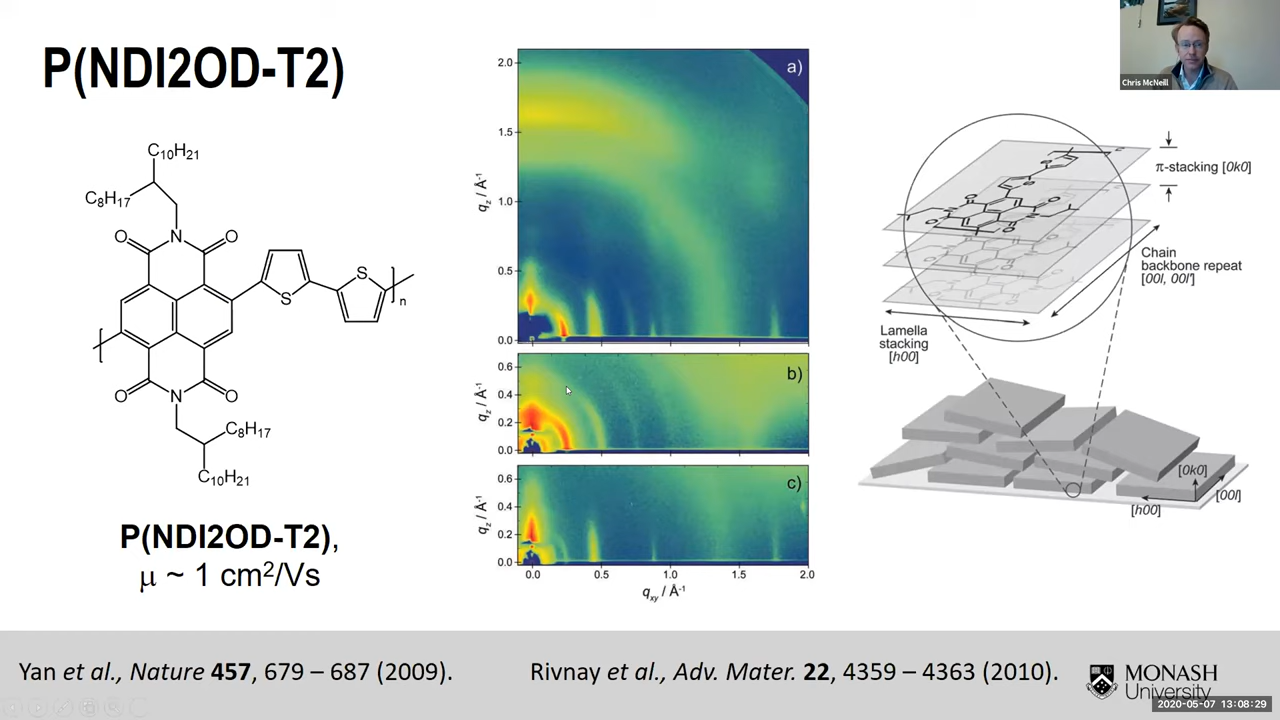 P(NDI2OD-T2)
C10H21
C8H17
O
N
O
S
S
n
O
N
O
C8H17
C10H21
P(NDI2OD-T2),
μ ~ 1 cm²/Vs
a)
2.0
1.5
1.0
0.5
0.0
qz / Å-1
b)
0.6
0.4
0.2
0.0
qz / Å-1
c)
0.6
0.4
0.2
0.0
qz / Å-1
0.0 0.5 1.0 1.5 2.0
qxy / Å-1
Chris McNeill
π-stacking [0k0]
Chain
backbone repeat
[00l, 00l']
Lamella
stacking
[h00]
[0k0]
[00l]
[h00]
Yan et al., Nature 457, 679 – 687 (2009).
Rivnay et al., Adv. Mater. 22, 4359 – 4363 (2010).
MONASH
University
2020-05-07 13:08:29